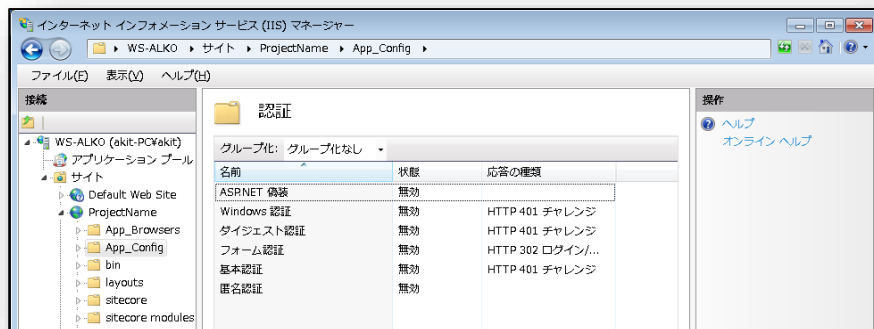 インターネット インフォメーション サービス (IIS) マネージャー
WS-ALKO サイト ProjectName App_Config
ファイル(F) 表示(V) ヘルプ(H)
接続
WS-ALKO (akit-PC¥akit)
アプリケーション プール
サイト
Default Web Site
ProjectName
App_Browsers
App_Config
bin
layouts
sitecore
sitecore modules
認証
グループ化: グループ化なし
名前 状態 応答の種類
ASP.NET 偽装 無効
Windows 認証 無効 HTTP 401 チャレンジ
ダイジェスト認証 無効 HTTP 401 チャレンジ
フォーム認証 無効 HTTP 302 ログイン/...
基本認証 無効 HTTP 401 チャレンジ
匿名認証 無効
操作
ヘルプ
オンライン ヘルプ